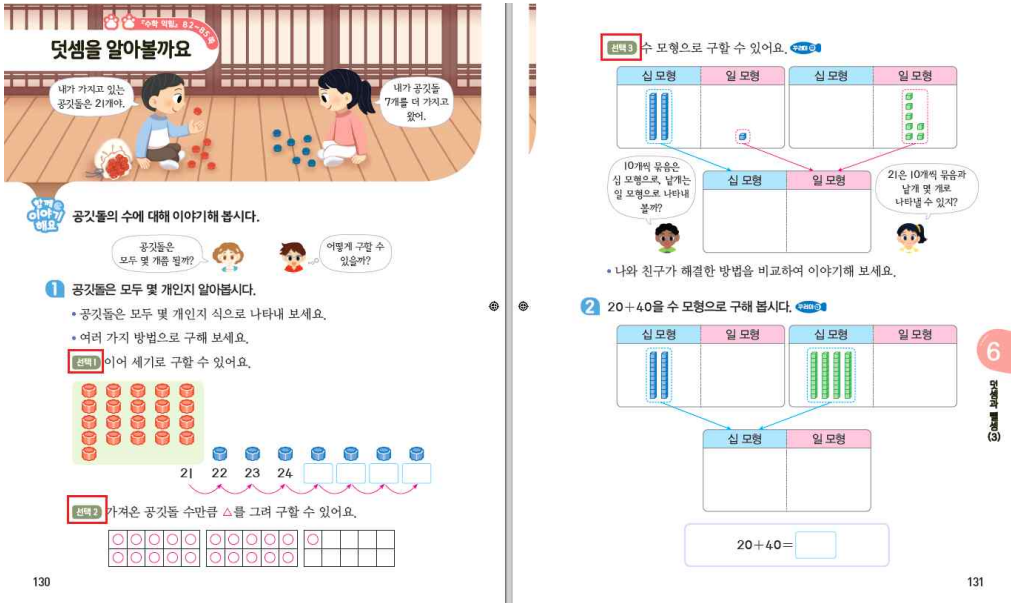 『수학 익힘』 82~85쪽
덧셈을 알아볼까요
내가 가지고 있는
공깃돌은 21개야.
내가 공깃돌
7개를 더 가지고
왔어.
함께
이야기
해요
공깃돌의 수에 대해 이야기해 봅시다.
공깃돌은
모두 몇 개쯤 될까?
어떻게 구할 수
있을까?
1 공깃돌은 모두 몇 개인지 알아봅시다.
• 공깃돌은 모두 몇 개인지 식으로 나타내 보세요.
• 여러 가지 방법으로 구해 보세요.
선택 1 이어 세기로 구할 수 있어요.
21 22 23 24
선택 2 가져온 공깃돌 수만큼 △를 그려 구할 수 있어요.
130
선택 3 수 모형으로 구할 수 있어요.
십 모형 일 모형 십 모형 일 모형
10개씩 묶음은
십 모형으로, 낱개는
일 모형으로 나타내
볼까?
십 모형 일 모형
21은 10개씩 묶음과
낱개 몇 개로
나타낼 수 있지?
• 나와 친구가 해결한 방법을 비교하여 이야기해 보세요.
2 20+40을 수 모형으로 구해 봅시다.
십 모형 일 모형 십 모형 일 모형
십 모형 일 모형
20+40=
6
덧셈과 뺄셈(3)
131